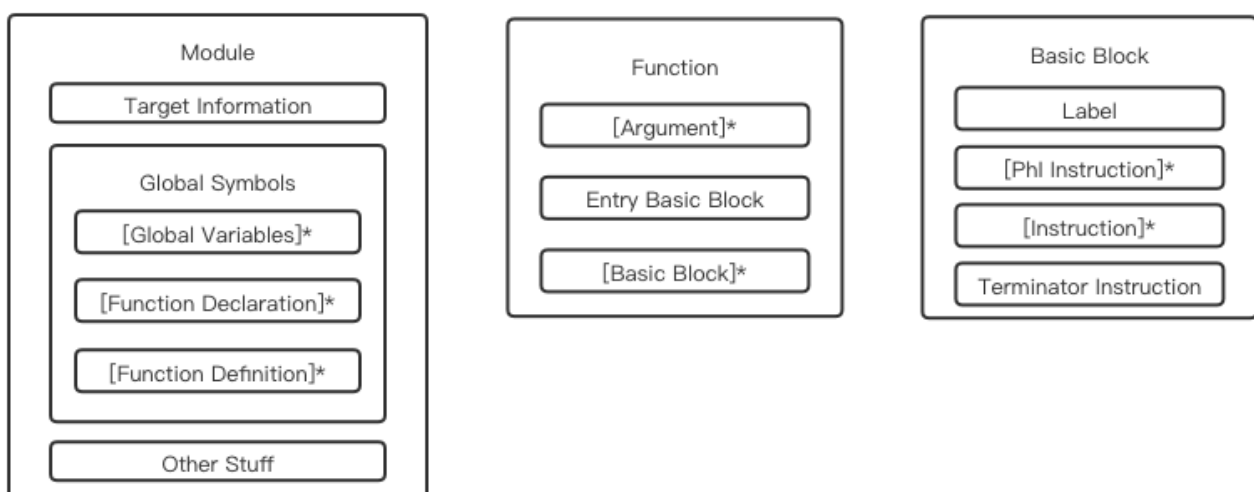 Module
Target Information
Global Symbols
[Global Variables]*
[Function Declaration]*
[Function Definition]*
Other Stuff
Function
[Argument]*
Entry Basic Block
[Basic Block]*
Basic Block
Label
[PhI Instruction]*
[Instruction]*
Terminator Instruction